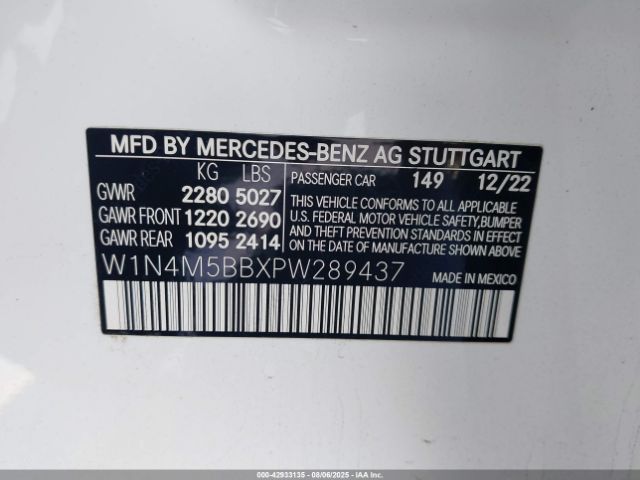 MFD BY MERCEDES-BENZ AG STUTTGART
KG LBS PASSENGER CAR 149 12/22
GVWR 2280 5027
GAWR FRONT 1220 2690
GAWR REAR 1095 2414
THIS VEHICLE CONFORMS TO ALL APPLICABLE
U.S. FEDERAL MOTOR VEHICLE SAFETY,BUMPER
AND THEFT PREVENTION STANDARDS IN EFFECT
ON THE DATE OF MANUFACTURE SHOWN ABOVE.
W1N4M5BBXPW289437 MADE IN MEXICO
000-42933135 - 08/06/2025 - IAAI.COM